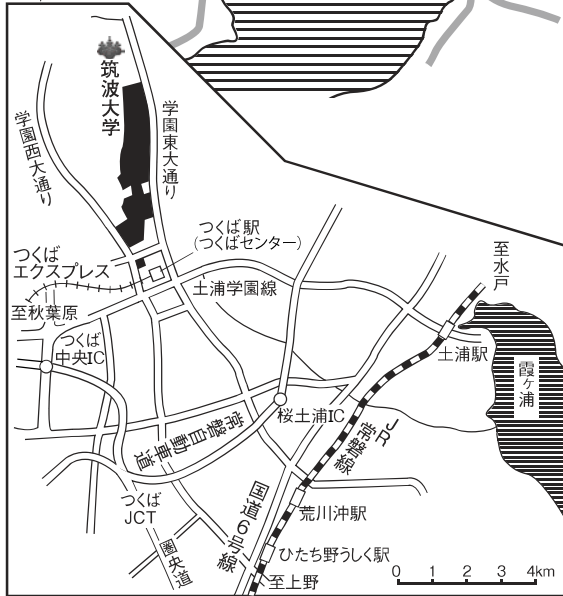 筑波大学
学園東大通り
学園西大通り
つくば駅
(つくばセンター)
つくば
エクスプレス
至水戸
至秋葉原
土浦学園線
つくば
中央IC
土浦駅
霞ヶ浦
桜土浦IC
常磐自動車道
JR
常磐線
つくば
JCT
国道6号線
荒川沖駅
圏央道
ひたち野うしく駅
至上野
0 1 2 3 4km